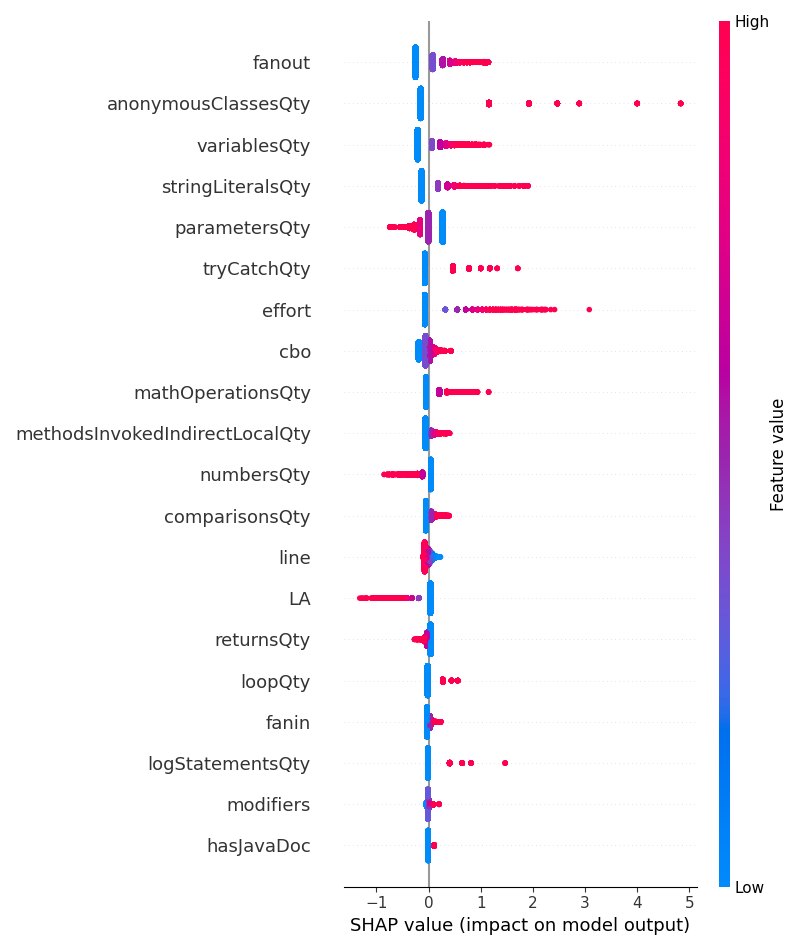 High
fanout
anonymousClassesQty
variablesQty
stringLiteralsQty
parametersQty
tryCatchQty
effort
cbo
mathOperationsQty
methodsInvokedIndirectLocalQty
numbersQty
comparisonsQty
line
LA
returnsQty
loopQty
fanin
logStatementsQty
modifiers
hasJavaDoc
Feature value
Low
−1 0 1 2 3 4 5
SHAP value (impact on model output)